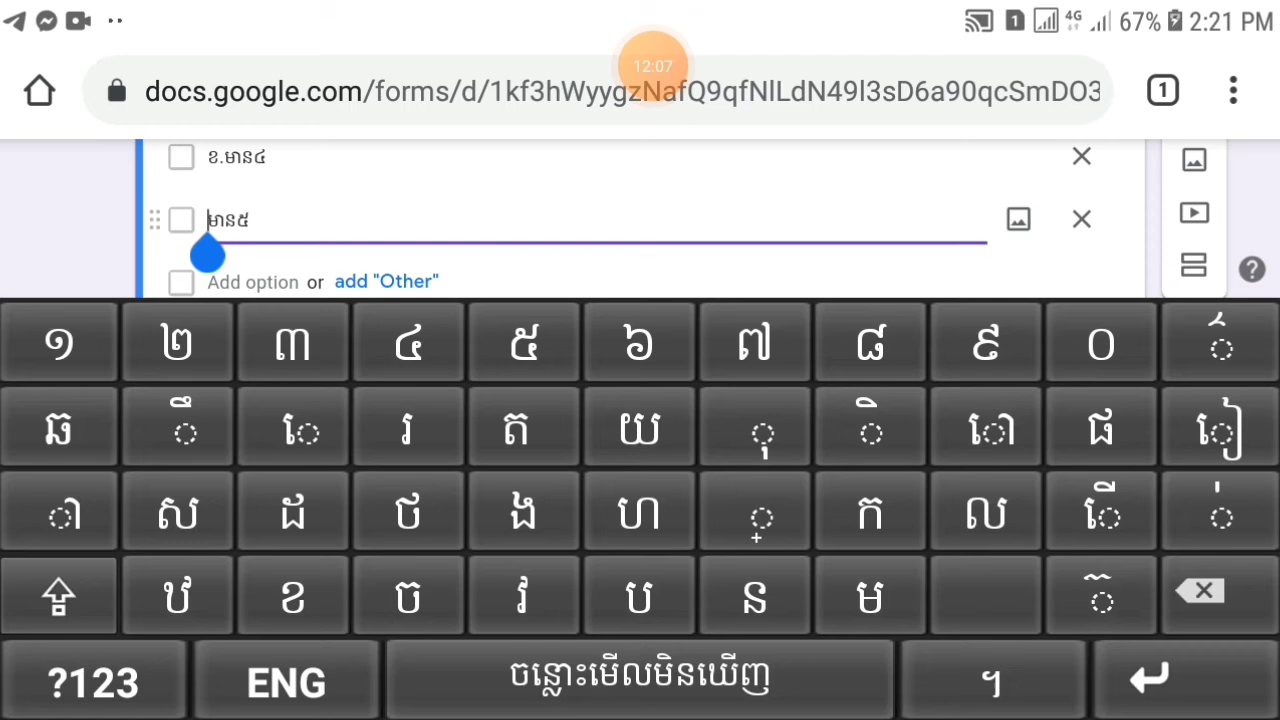 67% 2:21 PM
12:07
docs.google.com/forms/d/1kf3hWyygzNafQ9qfNlLdN49l3sD6a90qcSmDO3
1
ខ.មាន៤
មាន៥
Add option or add "Other"
១ ២ ៣ ៤ ៥ ៦ ៧ ៨ ៩ ០ ៌
ឆ ឹ េ រ ត យ ុ ិ ោ ផ ៀ
ា ស ដ ថ ង ហ ្ ក ល ើ ់
ឋ ខ ច វ ប ន ម ៊
?123 ENG ចន្លោះមើលមិនឃើញ ។